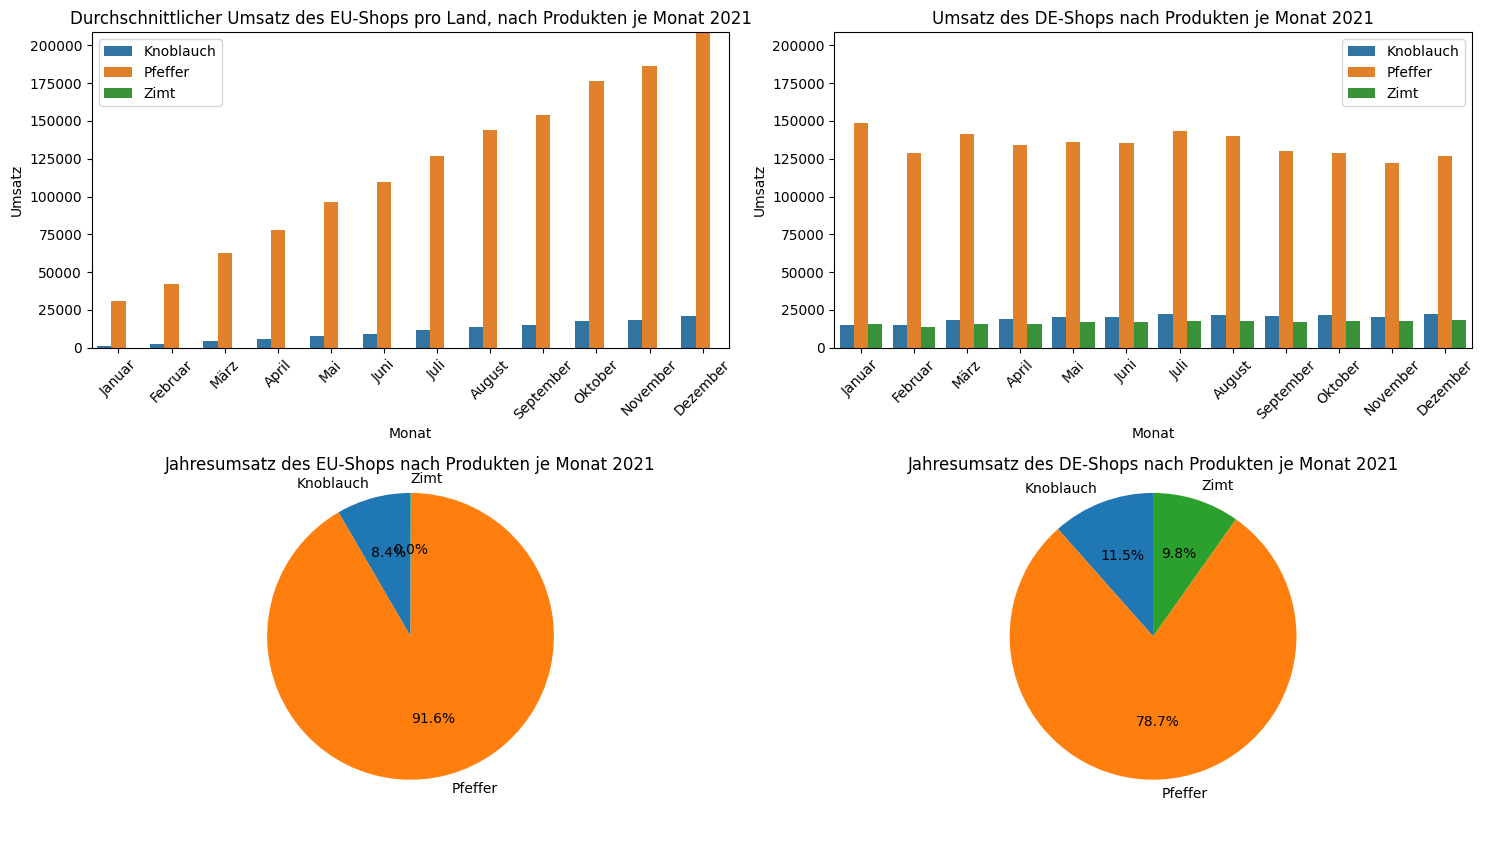 Durchschnittlicher Umsatz des EU-Shops pro Land, nach Produkten je Monat 2021
200000
175000
150000
125000
100000
75000
50000
25000
0
Umsatz
Knoblauch
Pfeffer
Zimt
Januar
Februar
März
April
Mai
Juni
Juli
August
September
Oktober
November
Dezember
Monat
Umsatz des DE-Shops nach Produkten je Monat 2021
200000
175000
150000
125000
100000
75000
50000
25000
0
Umsatz
Knoblauch
Pfeffer
Zimt
Januar
Februar
März
April
Mai
Juni
Juli
August
September
Oktober
November
Dezember
Monat
Jahresumsatz des EU-Shops nach Produkten je Monat 2021
Zimt
Knoblauch
8.4%
0.0%
91.6%
Pfeffer
Jahresumsatz des DE-Shops nach Produkten je Monat 2021
Knoblauch
Zimt
11.5%
9.8%
78.7%
Pfeffer